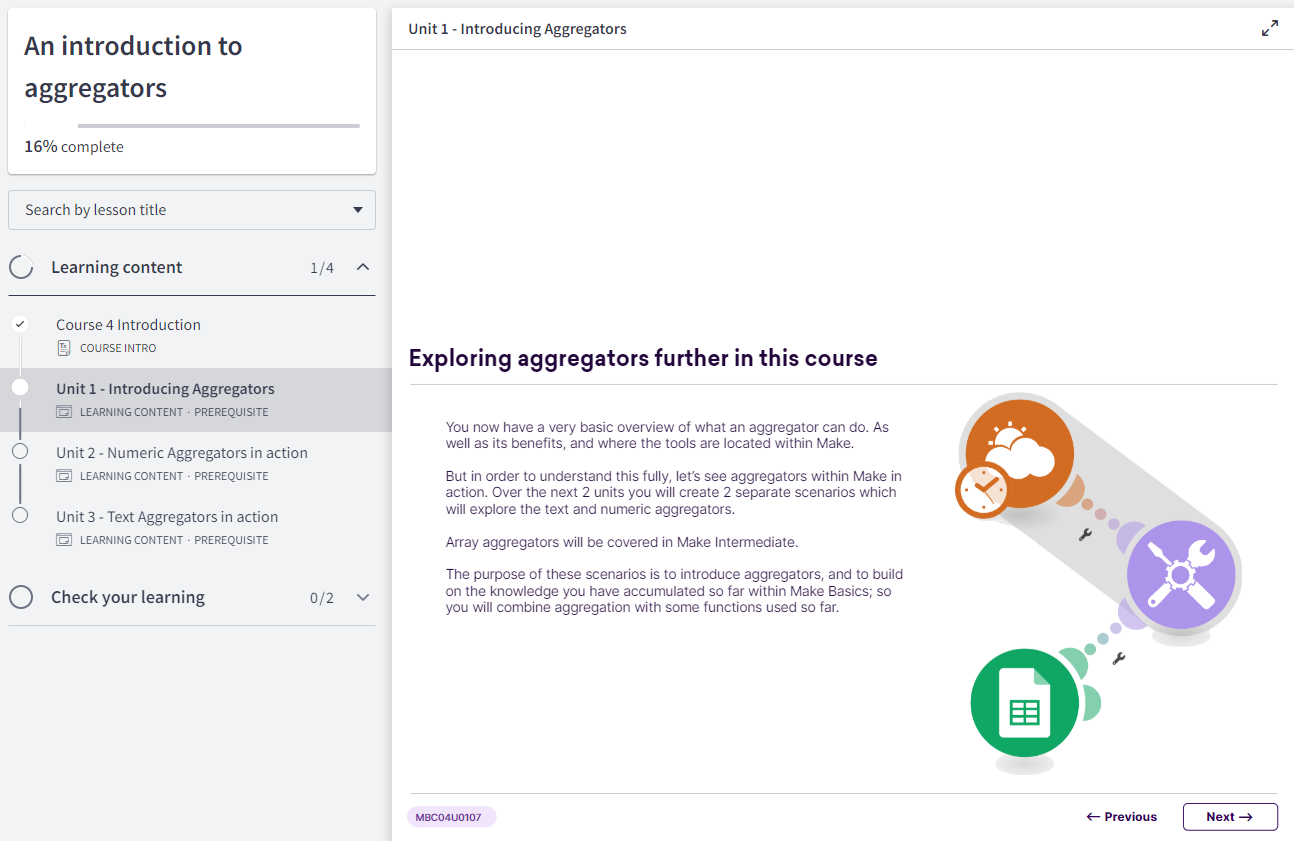 An introduction to
aggregators
16% complete
Search by lesson title
Learning content 1/4
Course 4 Introduction
COURSE INTRO
Unit 1 - Introducing Aggregators
LEARNING CONTENT · PREREQUISITE
Unit 2 - Numeric Aggregators in action
LEARNING CONTENT · PREREQUISITE
Unit 3 - Text Aggregators in action
LEARNING CONTENT · PREREQUISITE
Check your learning 0/2
Unit 1 - Introducing Aggregators
Exploring aggregators further in this course
You now have a very basic overview of what an aggregator can do. As
well as its benefits, and where the tools are located within Make.
But in order to understand this fully, let's see aggregators within Make in
action. Over the next 2 units you will create 2 separate scenarios which
will explore the text and numeric aggregators.
Array aggregators will be covered in Make Intermediate.
The purpose of these scenarios is to introduce aggregators, and to build
on the knowledge you have accumulated so far within Make Basics; so
you will combine aggregation with some functions used so far.
MBC04U0107
← Previous
Next →